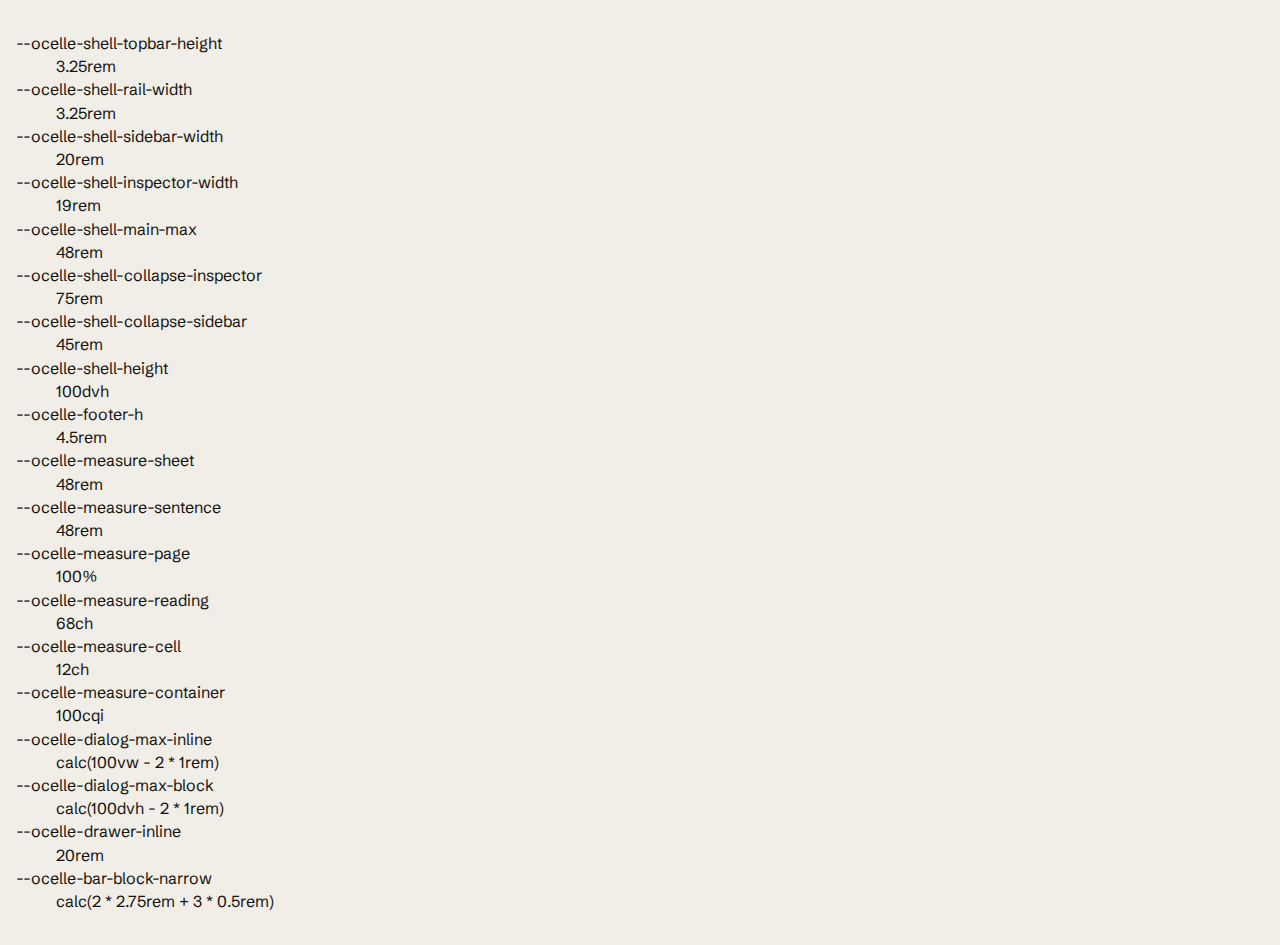 --ocelle-shell-topbar-height
3.25rem
--ocelle-shell-rail-width
3.25rem
--ocelle-shell-sidebar-width
20rem
--ocelle-shell-inspector-width
19rem
--ocelle-shell-main-max
48rem
--ocelle-shell-collapse-inspector
75rem
--ocelle-shell-collapse-sidebar
45rem
--ocelle-shell-height
100dvh
--ocelle-footer-h
4.5rem
--ocelle-measure-sheet
48rem
--ocelle-measure-sentence
48rem
--ocelle-measure-page
100%
--ocelle-measure-reading
68ch
--ocelle-measure-cell
12ch
--ocelle-measure-container
100cqi
--ocelle-dialog-max-inline
calc(100vw - 2 * 1rem)
--ocelle-dialog-max-block
calc(100dvh - 2 * 1rem)
--ocelle-drawer-inline
20rem
--ocelle-bar-block-narrow
calc(2 * 2.75rem + 3 * 0.5rem)